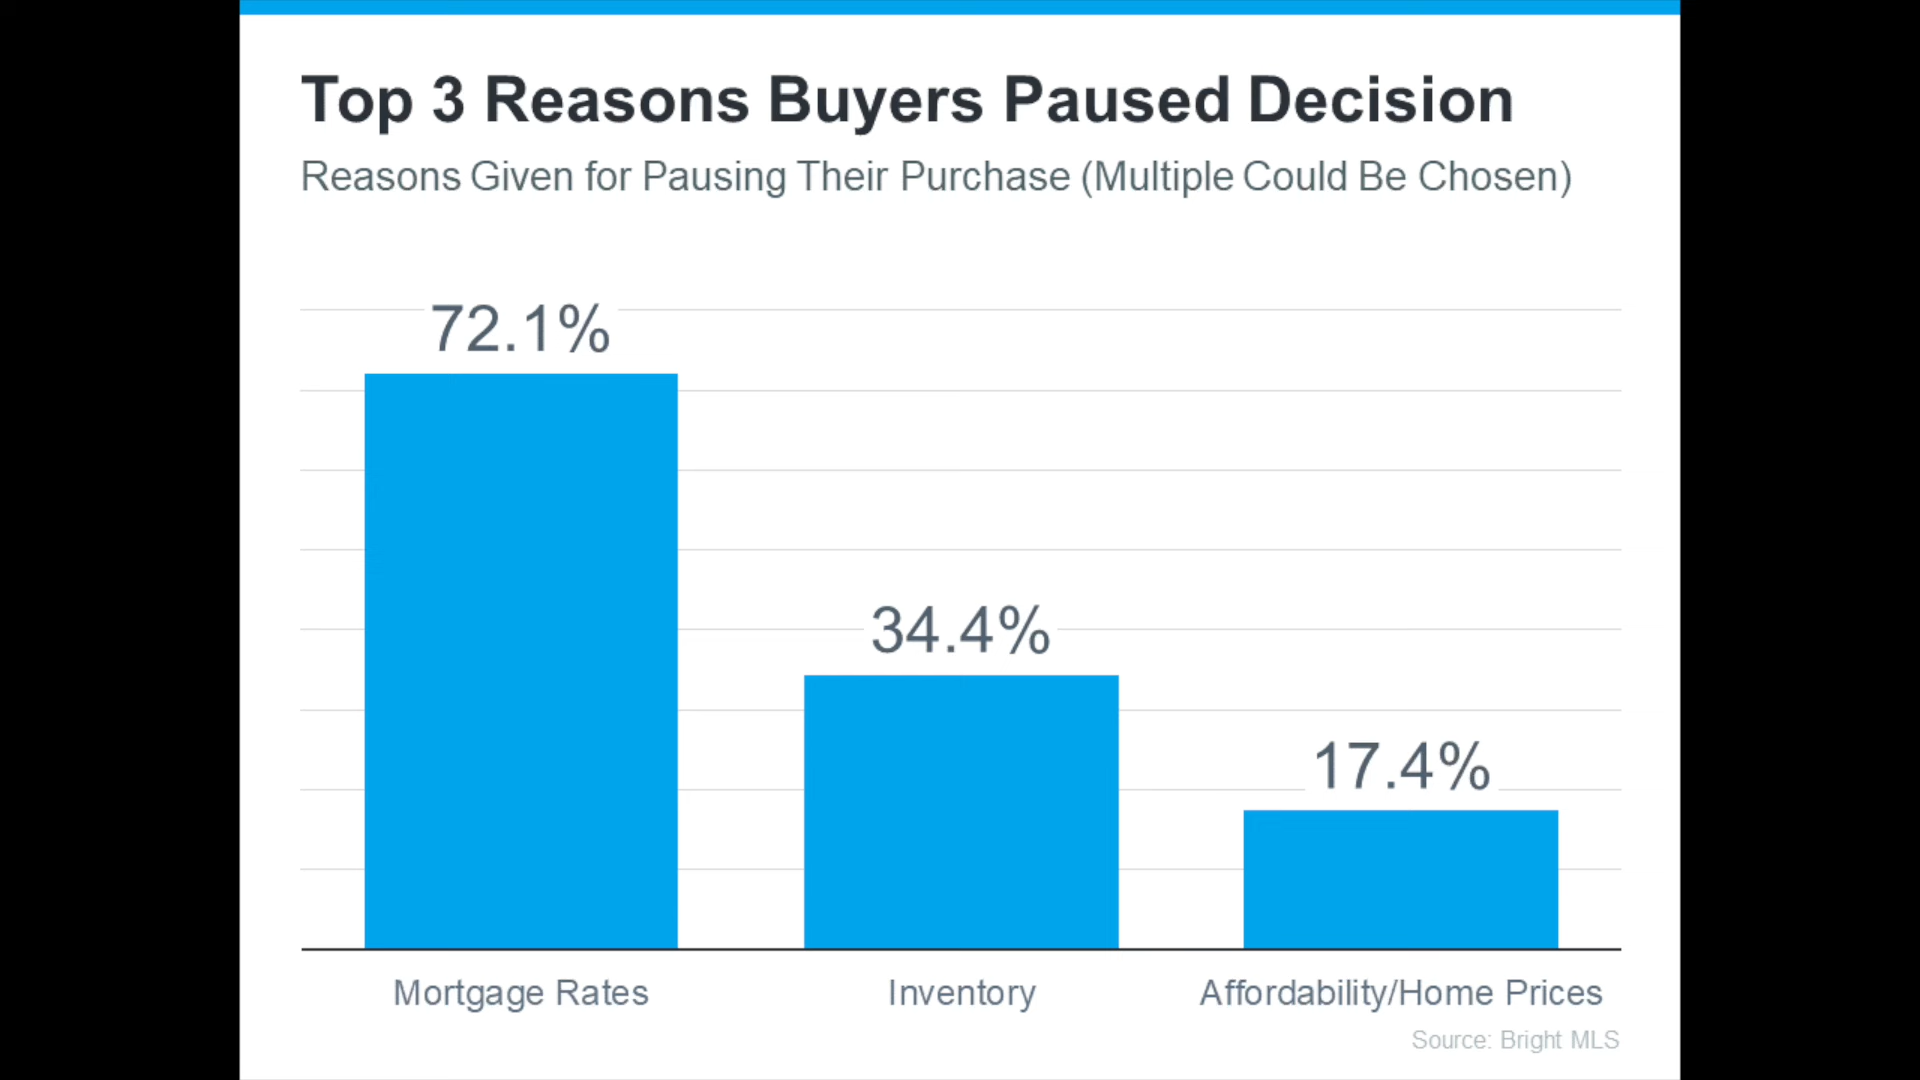 Top 3 Reasons Buyers Paused Decision
Reasons Given for Pausing Their Purchase (Multiple Could Be Chosen)
72.1%
34.4%
17.4%
Mortgage Rates
Inventory
Affordability/Home Prices
Source: Bright MLS